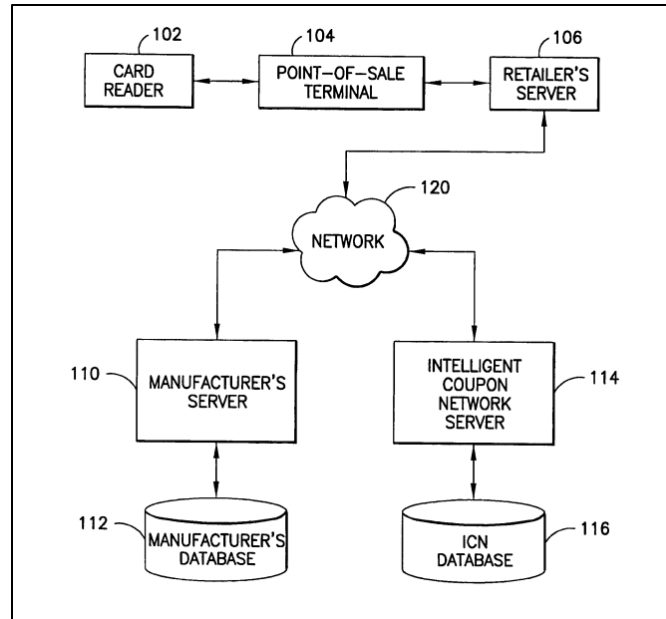 102
104
106
CARD
READER
POINT-OF-SALE
TERMINAL
RETAILER'S
SERVER
120
NETWORK
110
MANUFACTURER'S
SERVER
INTELLIGENT
COUPON
NETWORK
SERVER
114
112
MANUFACTURER'S
DATABASE
ICN
DATABASE
116